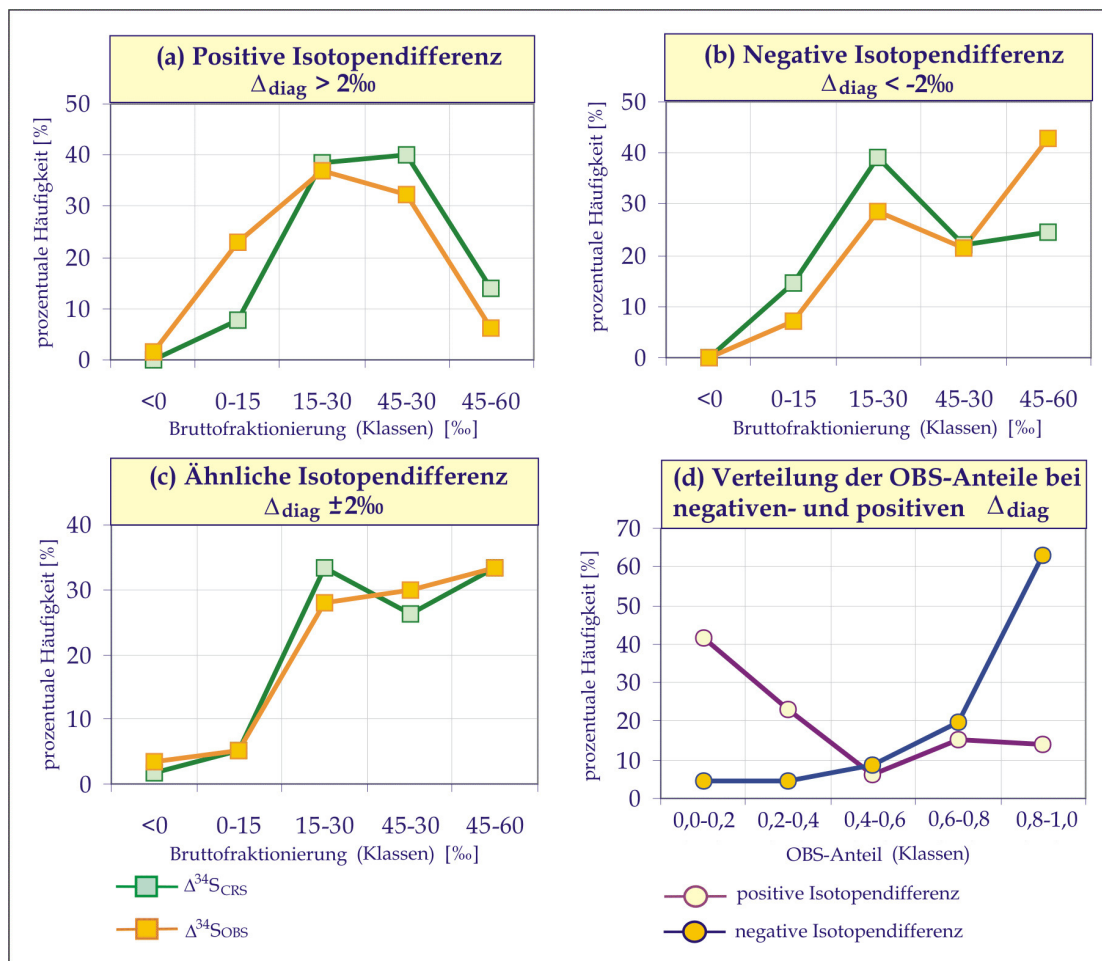 (a) Positive Isotopendifferenz
Δdiag > 2‰
prozentuale Häufigkeit [%]
50
40
30
20
10
0
<0 0-15 15-30 45-30 45-60
Bruttofraktionierung (Klassen) [‰]
(b) Negative Isotopendifferenz
Δdiag < -2‰
prozentuale Häufigkeit [%]
50
40
30
20
10
0
<0 0-15 15-30 45-30 45-60
Bruttofraktionierung (Klassen) [‰]
(c) Ähnliche Isotopendifferenz
Δdiag ±2‰
prozentuale Häufigkeit [%]
40
30
20
10
0
<0 0-15 15-30 45-30 45-60
Bruttofraktionierung (Klassen) [‰]
Δ³⁴SCRS
Δ³⁴SOBS
(d) Verteilung der OBS-Anteile bei
negativen- und positiven Δdiag
prozentuale Häufigkeit [%]
70
60
50
40
30
20
10
0
0,0-0,2 0,2-0,4 0,4-0,6 0,6-0,8 0,8-1,0
OBS-Anteil (Klassen)
positive Isotopendifferenz
negative Isotopendifferenz